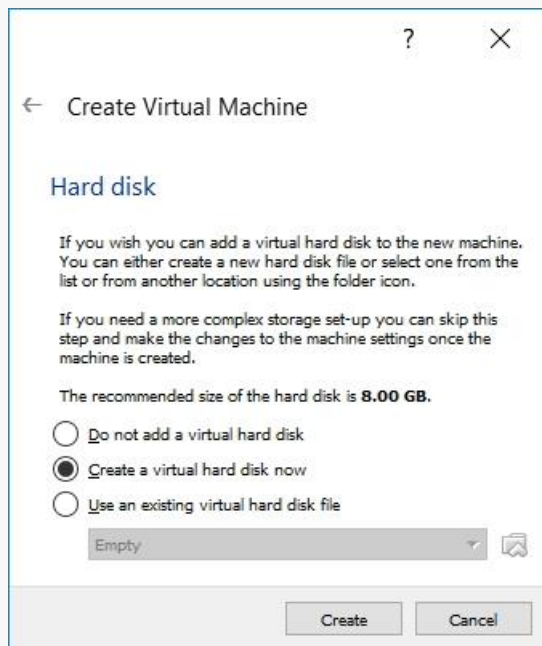 ?
Create Virtual Machine
Hard disk
If you wish you can add a virtual hard disk to the new machine.
You can either create a new hard disk file or select one from the
list or from another location using the folder icon.
If you need a more complex storage set-up you can skip this
step and make the changes to the machine settings once the
machine is created.
The recommended size of the hard disk is 8.00 GB.
Do not add a virtual hard disk
Create a virtual hard disk now
Use an existing virtual hard disk file
Empty
Create Cancel